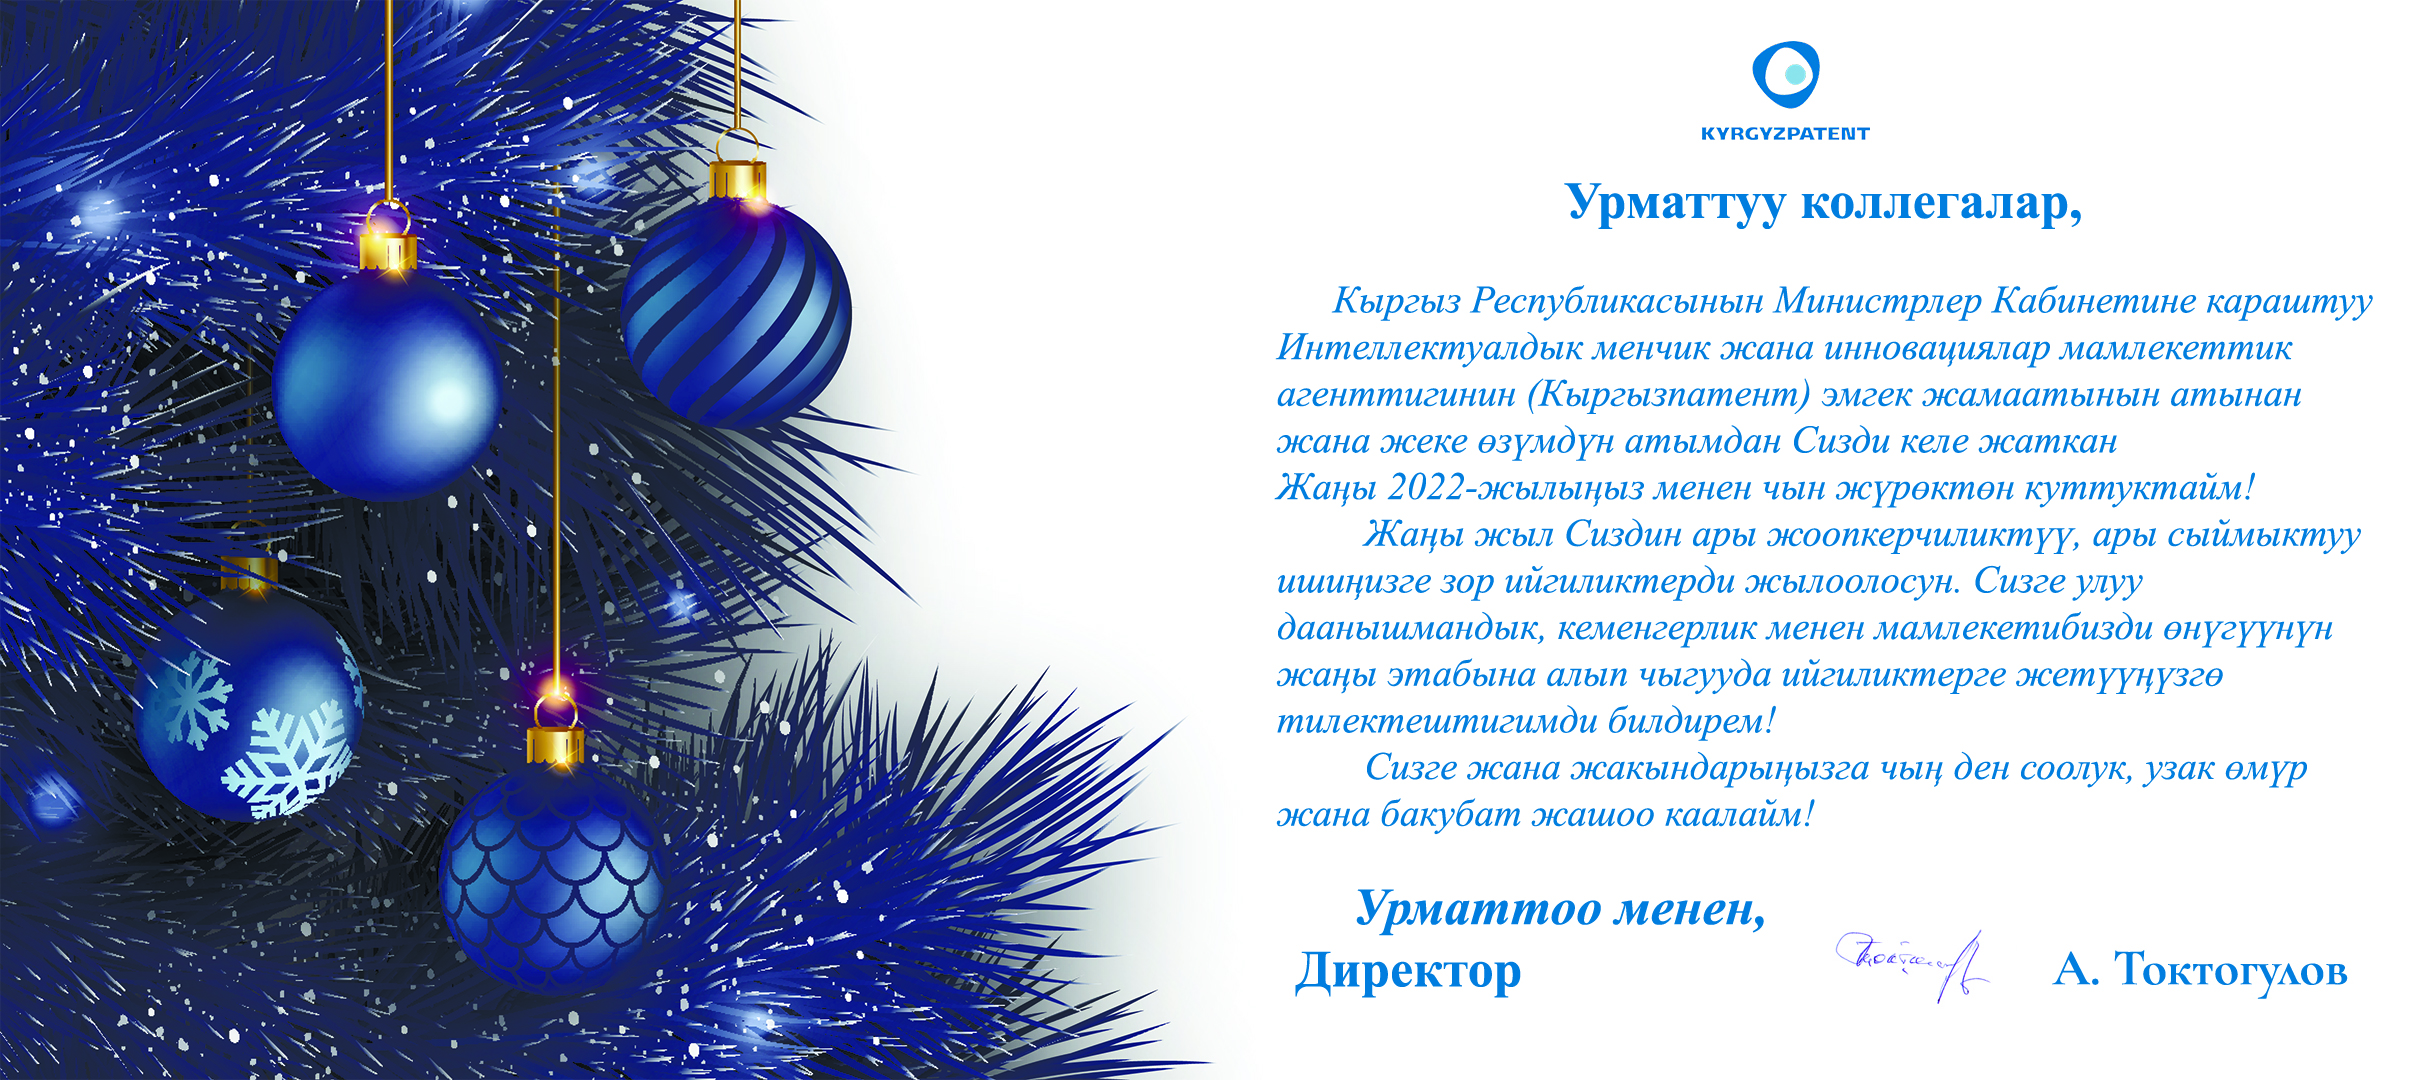 KYRGYZPATENT
Урматтуу коллегалар,
Кыргыз Республикасынын Министрлер Кабинетине караштуу
Интеллектуалдык менчик жана инновациялар мамлекеттик
агенттигинин (Кыргызпатент) эмгек жамаатынын атынан
жана жеке өзүмдүн атымдан Сизди келе жаткан
Жаңы 2022-жылыңыз менен чын жүрөктөн куттуктайм!
Жаңы жыл Сиздин ары жоопкерчиликтүү, ары сыймыктуу
ишиңизге зор ийгиликтерди жылоолосун. Сизге улуу
даанышмандык, кеменгерлик менен мамлекетибизди өнүгүүнүн
жаңы этабына алып чыгууда ийгиликтерге жетүүңүзгө
тилектештигимди билдирем!
Сизге жана жакындарыңызга чың ден соолук, узак өмүр
жана бакубат жашоо каалайм!
Урматтоо менен,
Директор А. Токтогулов